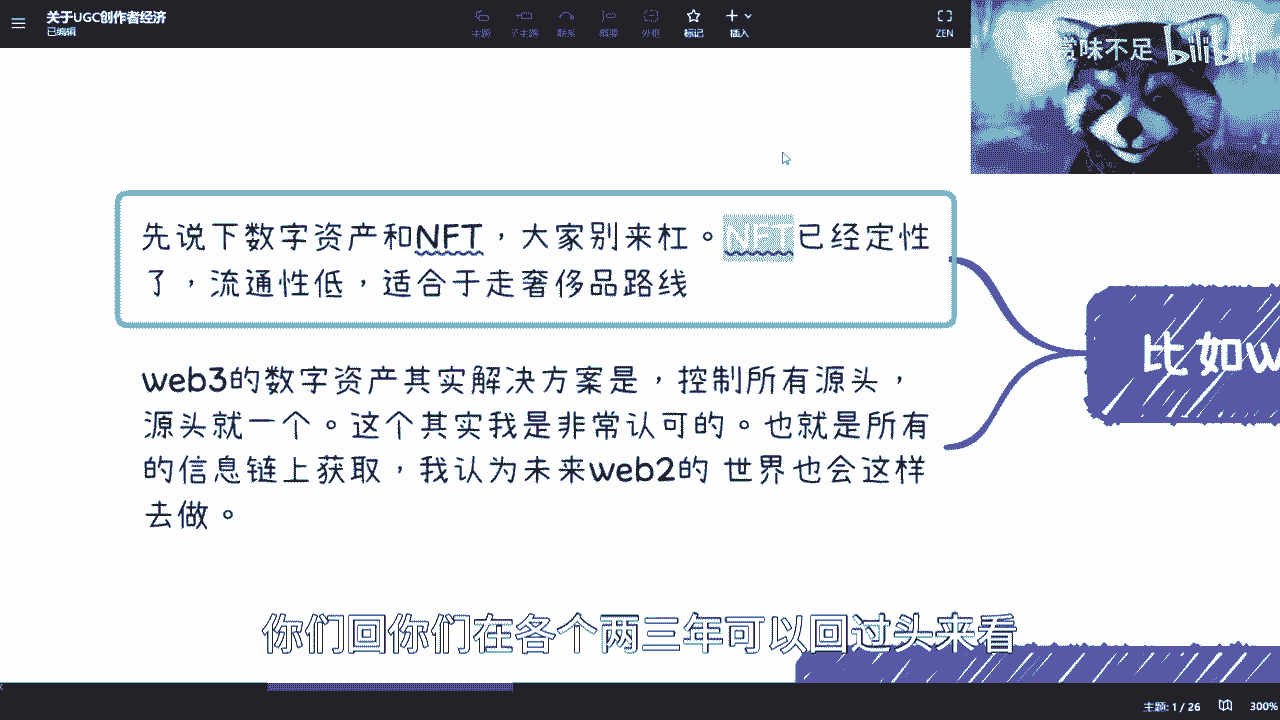 关于UGC创作者经济
已编辑
主题 子主题 联系 概要 外框 标记 插入 ZEN
赏味不足 bilibili
先说下数字资产和NFT，大家别来杠。NFT已经定性
了，流通性低，适合于走奢侈品路线
比如w
web3的数字资产其实解决方案是，控制所有源头，
源头就一个。这个其实我是非常认可的。也就是所有
的信息链上获取，我认为未来web2的 世界也会这样
去做。
你们回你们在各个两三年可以回过头来看
主题: 1 / 26 300%